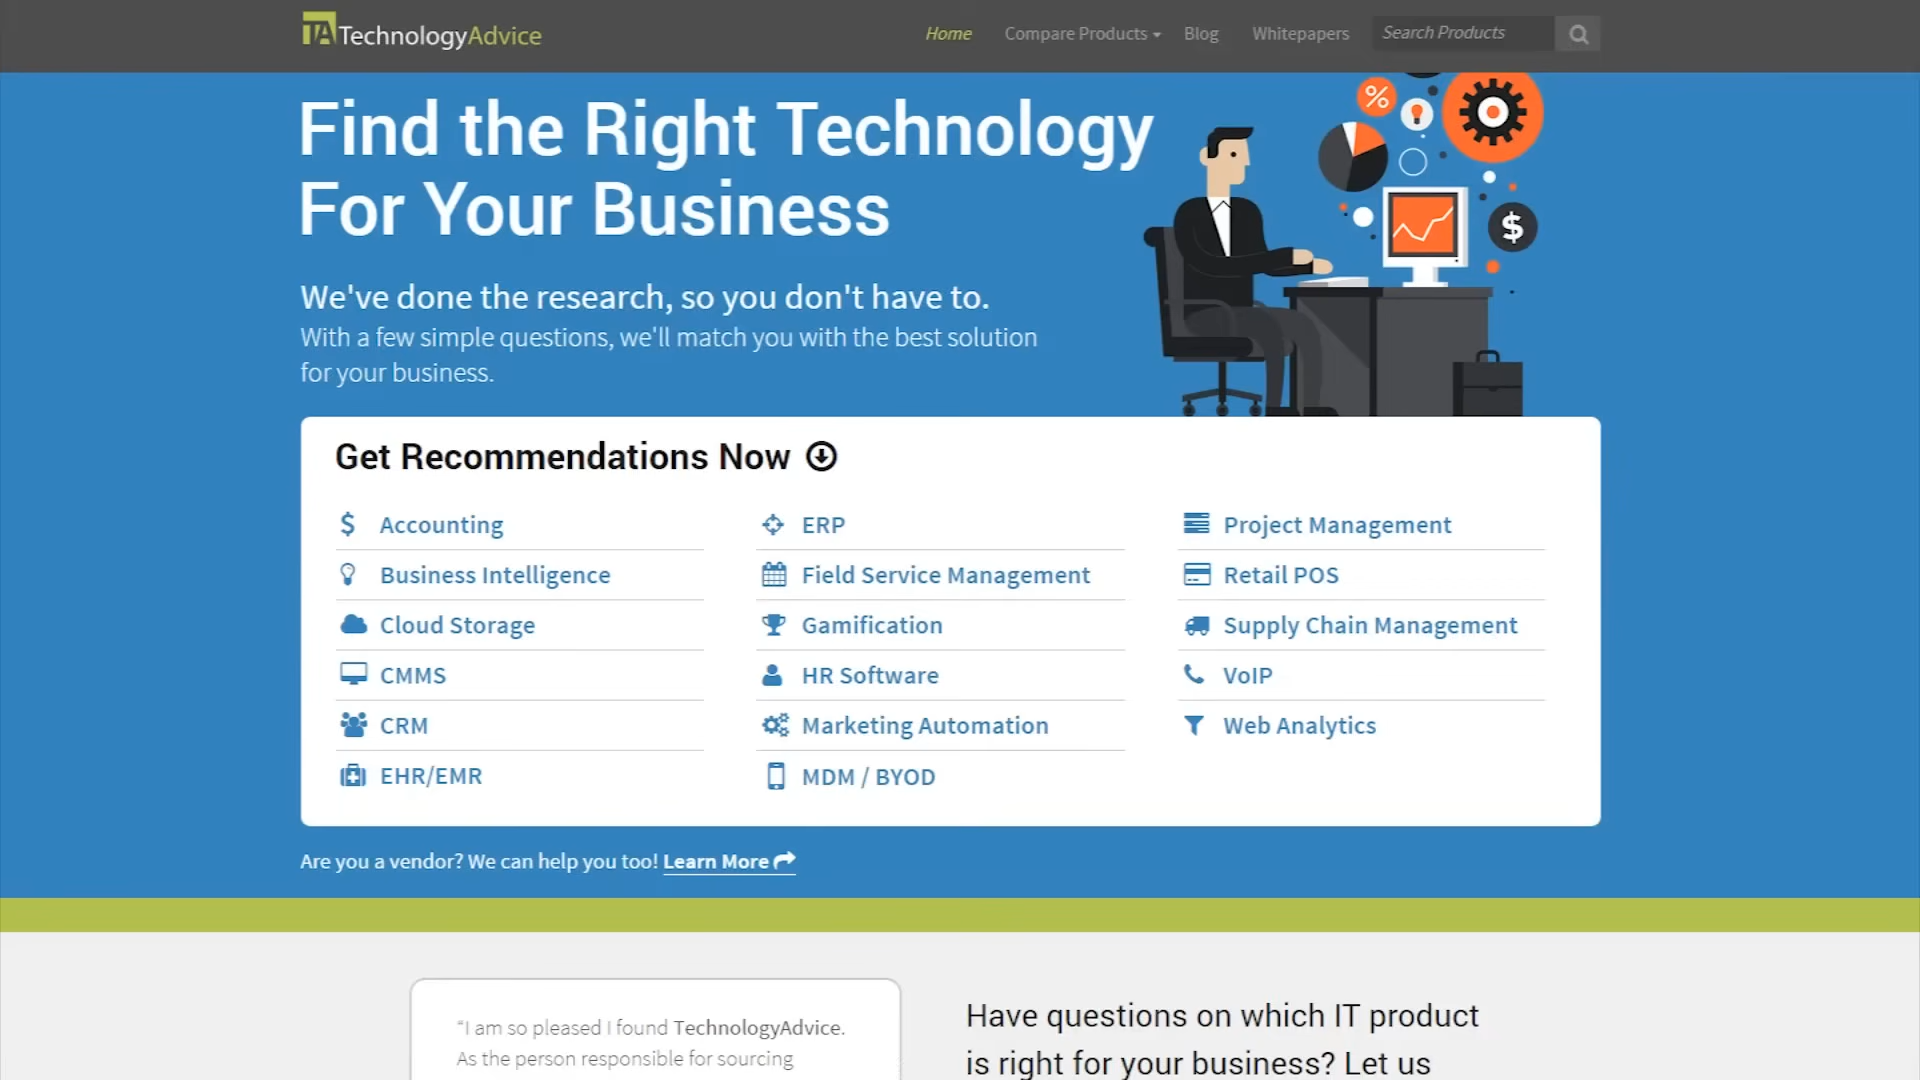 TA TechnologyAdvice
Home Compare Products Blog Whitepapers Search Products
Find the Right Technology
For Your Business
%
$
We've done the research, so you don't have to.
With a few simple questions, we'll match you with the best solution
for your business.
Get Recommendations Now
$ Accounting
Business Intelligence
Cloud Storage
CMMS
CRM
EHR/EMR
ERP
Field Service Management
Gamification
HR Software
Marketing Automation
MDM / BYOD
Project Management
Retail POS
Supply Chain Management
VoIP
Web Analytics
Are you a vendor? We can help you too! Learn More
“I am so pleased I found TechnologyAdvice.
As the person responsible for sourcing
Have questions on which IT product
is right for your business? Let us